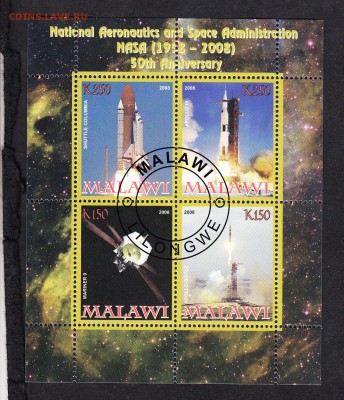 COINS.SU.RU
National Aeronautics and Space Administration
NASA (1958 - 2008)
50th Anniversary
K250
2008
SHUTTLE COLUMBIA
MALAWI
K250
2008
MALAWI
K150
2008
MARINER 2
MALAWI
K150
2008
MALAWI
MALAWI
LILONGWE